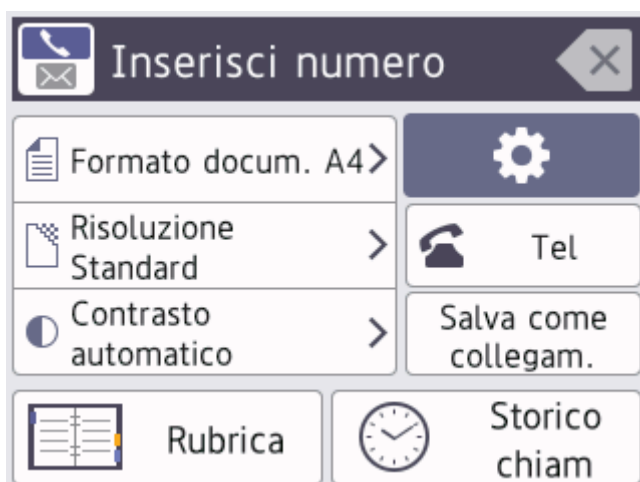 Inserisci numero
Formato docum. A4
Risoluzione
Standard
Tel
Contrasto
automatico
Salva come
collegam.
Rubrica
Storico
chiam